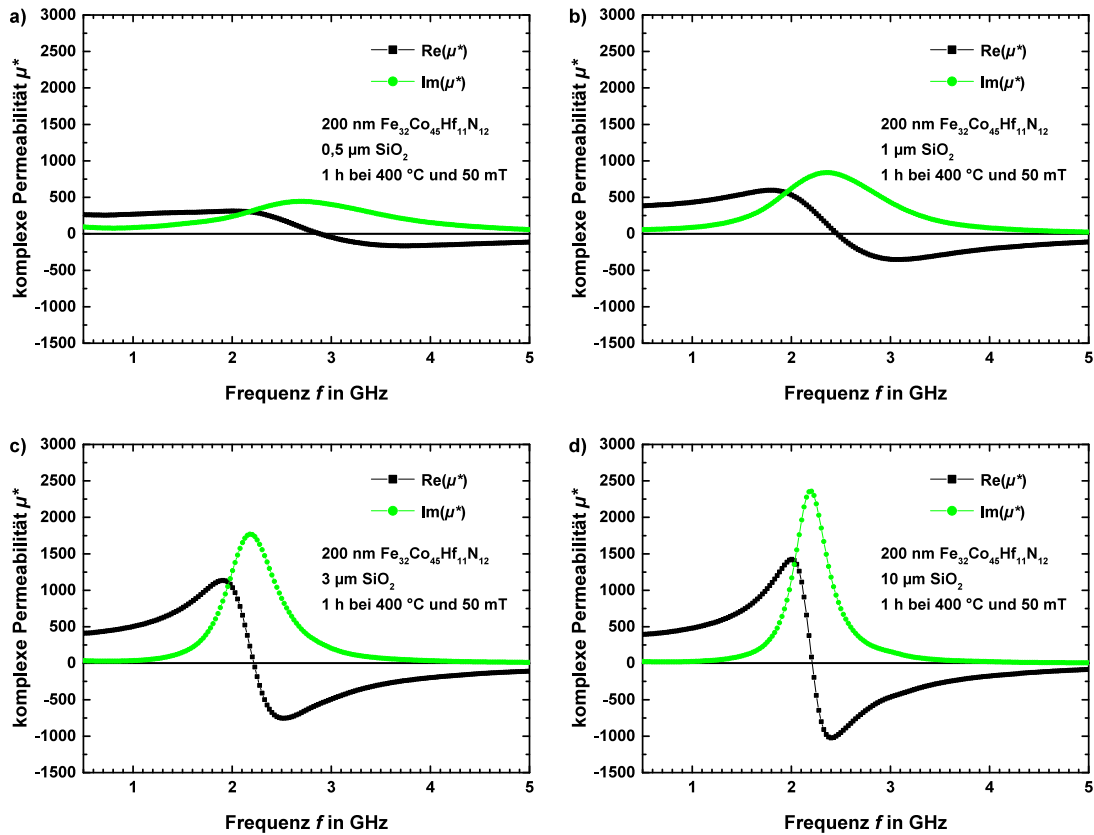 a)
komplexe Permeabilität µ*
3000
2500
2000
1500
1000
500
0
-500
-1000
-1500
Re(µ*)
Im(µ*)
200 nm Fe₃₂Co₄₅Hf₁₁N₁₂
0,5 µm SiO₂
1 h bei 400 °C und 50 mT
1 2 3 4 5
Frequenz f in GHz
b)
komplexe Permeabilität µ*
3000
2500
2000
1500
1000
500
0
-500
-1000
-1500
Re(µ*)
Im(µ*)
200 nm Fe₃₂Co₄₅Hf₁₁N₁₂
1 µm SiO₂
1 h bei 400 °C und 50 mT
1 2 3 4 5
Frequenz f in GHz
c)
komplexe Permeabilität µ*
3000
2500
2000
1500
1000
500
0
-500
-1000
-1500
Re(µ*)
Im(µ*)
200 nm Fe₃₂Co₄₅Hf₁₁N₁₂
3 µm SiO₂
1 h bei 400 °C und 50 mT
1 2 3 4 5
Frequenz f in GHz
d)
komplexe Permeabilität µ*
3000
2500
2000
1500
1000
500
0
-500
-1000
-1500
Re(µ*)
Im(µ*)
200 nm Fe₃₂Co₄₅Hf₁₁N₁₂
10 µm SiO₂
1 h bei 400 °C und 50 mT
1 2 3 4 5
Frequenz f in GHz